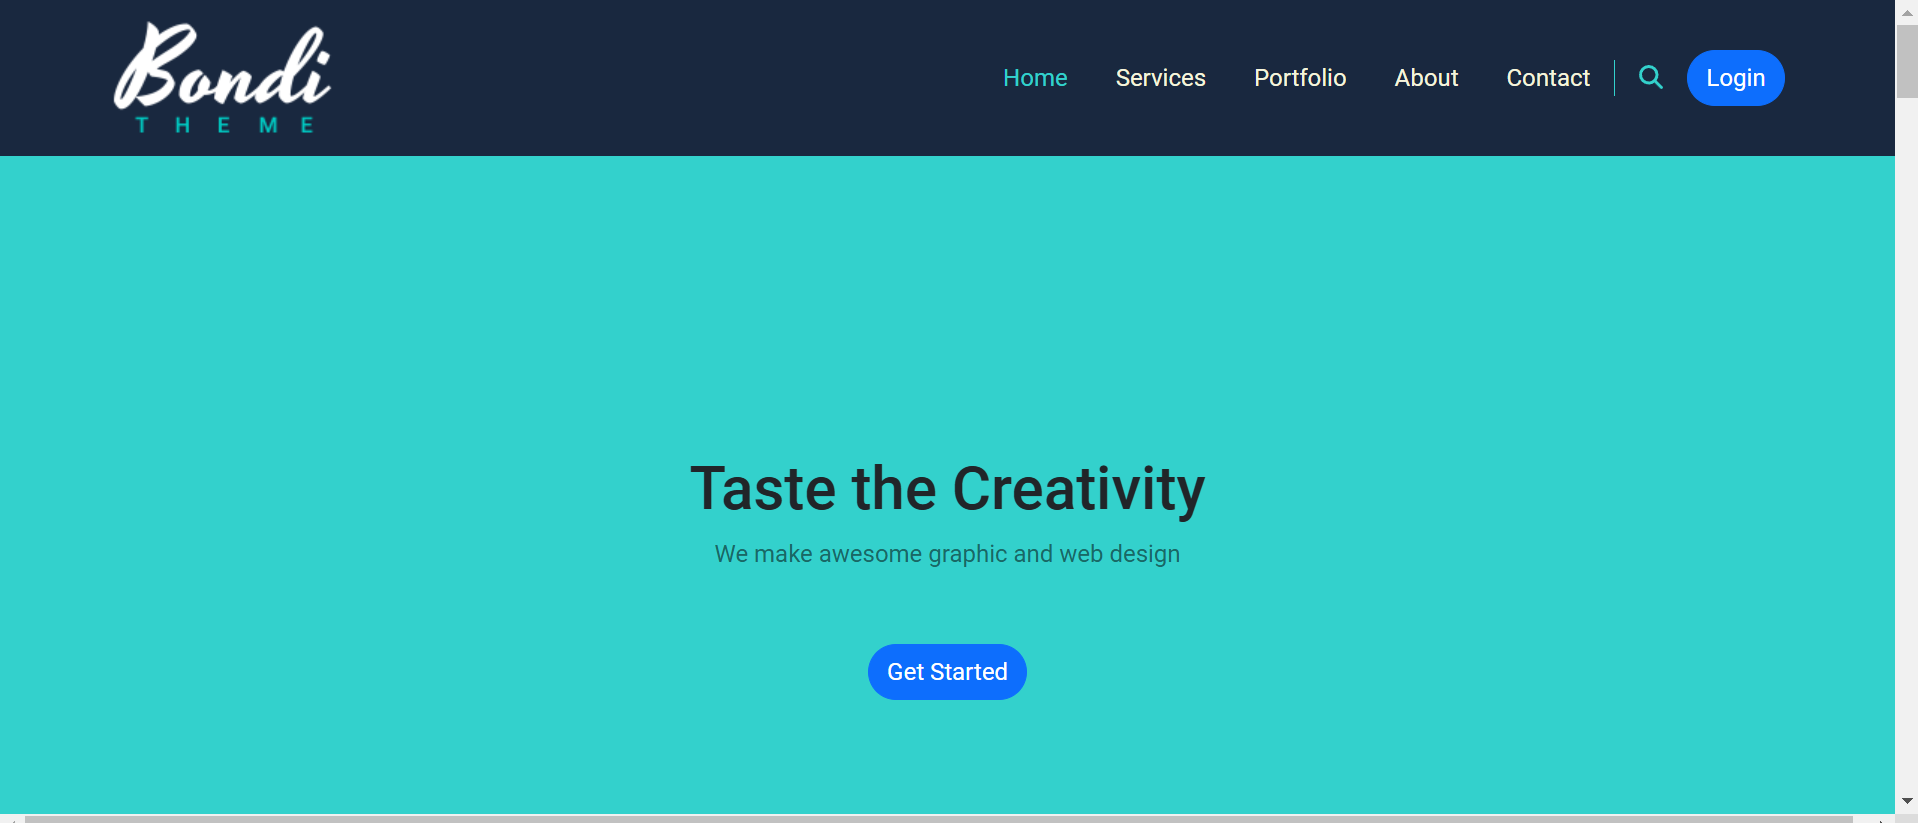 Bondi
THEME
Home Services Portfolio About Contact Login
Taste the Creativity
We make awesome graphic and web design
Get Started